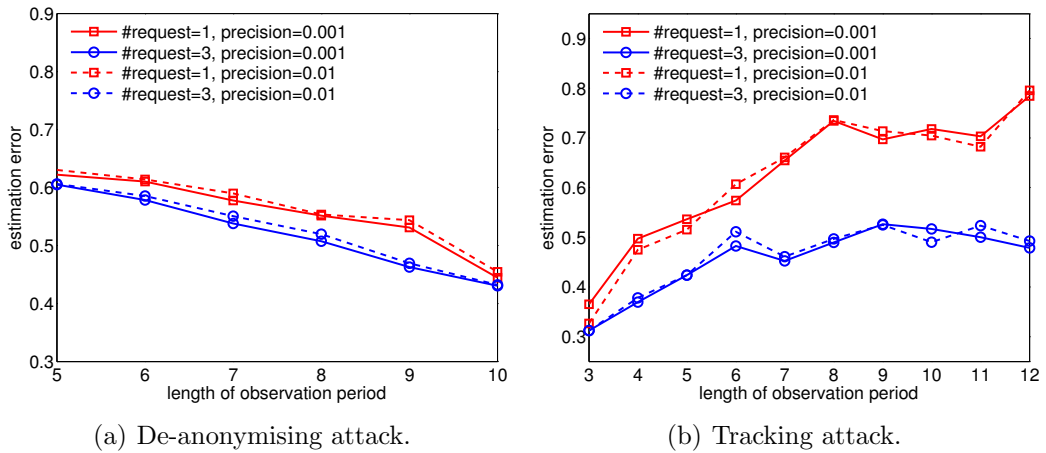 0.9
0.8
0.7
0.6
0.5
0.4
0.3
estimation error
#request=1, precision=0.001
#request=3, precision=0.001
#request=1, precision=0.01
#request=3, precision=0.01
5 6 7 8 9 10
length of observation period
(a) De-anonymising attack.
0.9
0.8
0.7
0.6
0.5
0.4
0.3
estimation error
#request=1, precision=0.001
#request=3, precision=0.001
#request=1, precision=0.01
#request=3, precision=0.01
3 4 5 6 7 8 9 10 11 12
length of observation period
(b) Tracking attack.